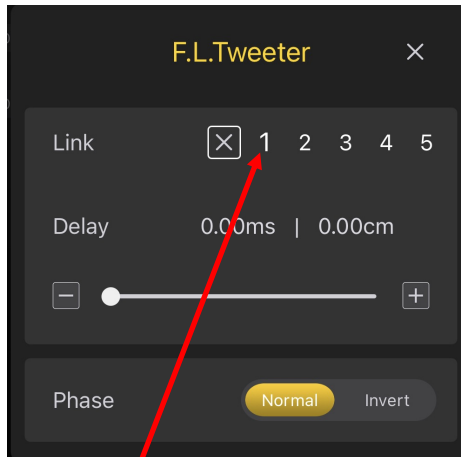 F.L.Tweeter
Link 1 2 3 4 5
Delay 0.00ms | 0.00cm
Phase Normal Invert